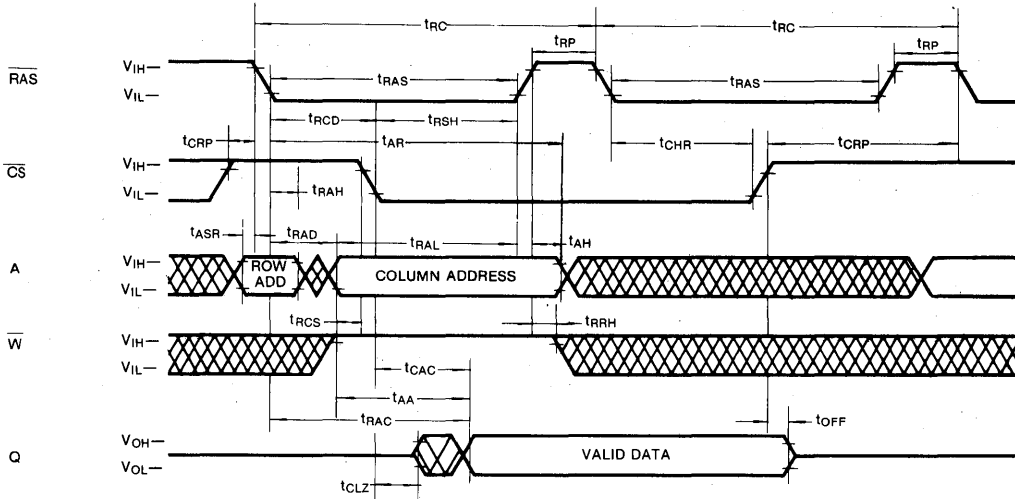 tRC tRC
tRP tRP
RAS VIH— tRAS tRAS
VIL—
tRCD tRSH
tCRP tAR tCHR tCRP
CS VIH—
VIL— tRAH
tASR tRAD tRAL tAH
A VIH— ROW ADD COLUMN ADDRESS
VIL—
tRCS tRRH
W VIH—
VIL—
tCAC
tAA
tRAC tOFF
Q VOH— VALID DATA
VOL—
tCLZ